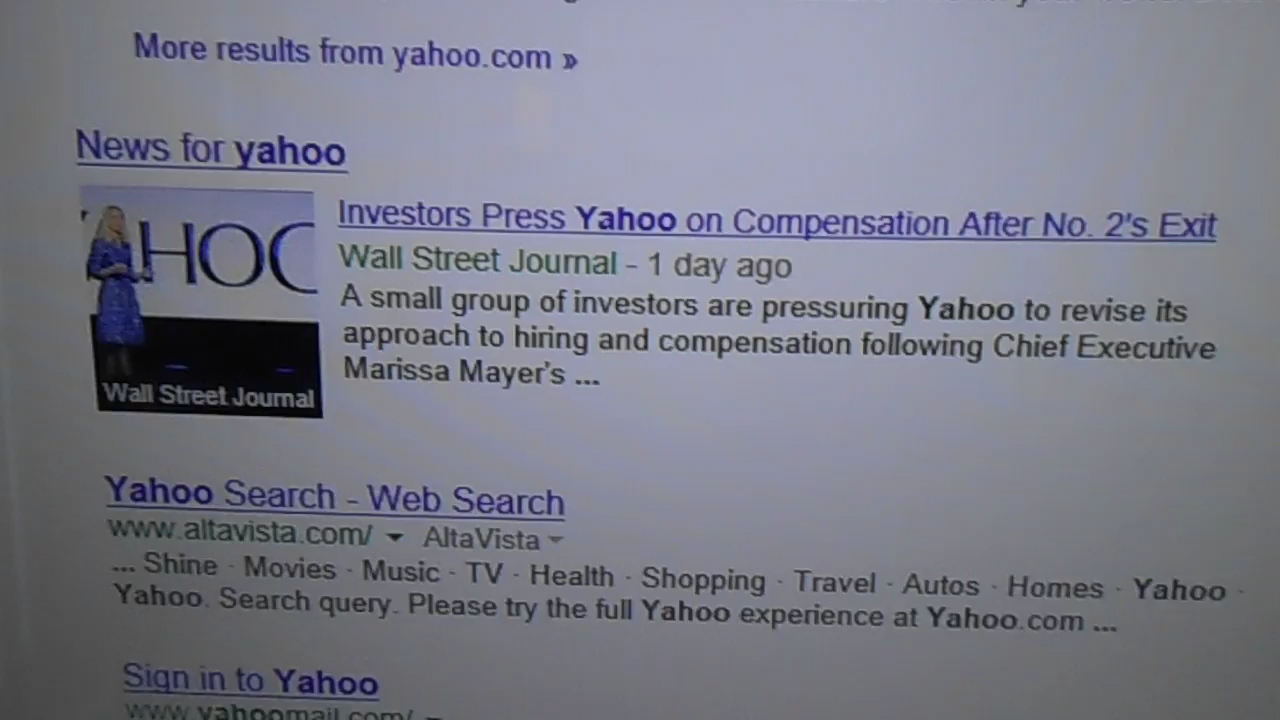 More results from yahoo.com »
News for yahoo
HOO
Investors Press Yahoo on Compensation After No. 2's Exit
Wall Street Journal - 1 day ago
A small group of investors are pressuring Yahoo to revise its
approach to hiring and compensation following Chief Executive
Marissa Mayer's ...
Wall Street Journal
Yahoo Search - Web Search
www.altavista.com/ AltaVista
... Shine · Movies · Music · TV · Health · Shopping · Travel · Autos · Homes · Yahoo ·
Yahoo. Search query. Please try the full Yahoo experience at Yahoo.com ...
Sign in to Yahoo
www.yahoomail.com/